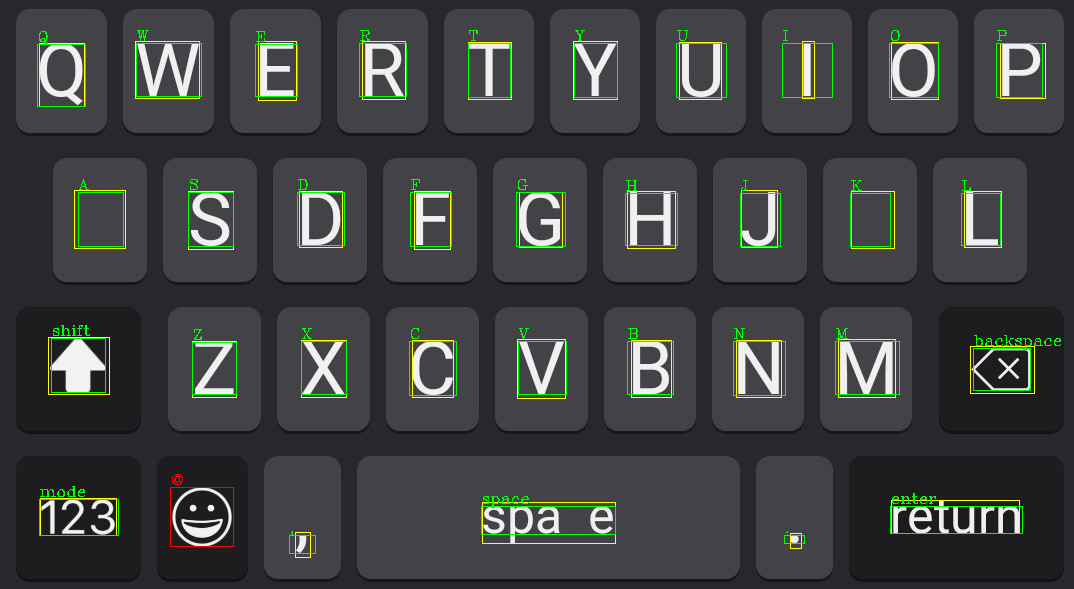 Q W E R T Y U I O P
Q W E R T Y U I O P
A S D F G H J K L
S D F G H J L
shift Z X C V B N M backspace
Z X C V B N M
mode @ space enter
123 , spa e . return